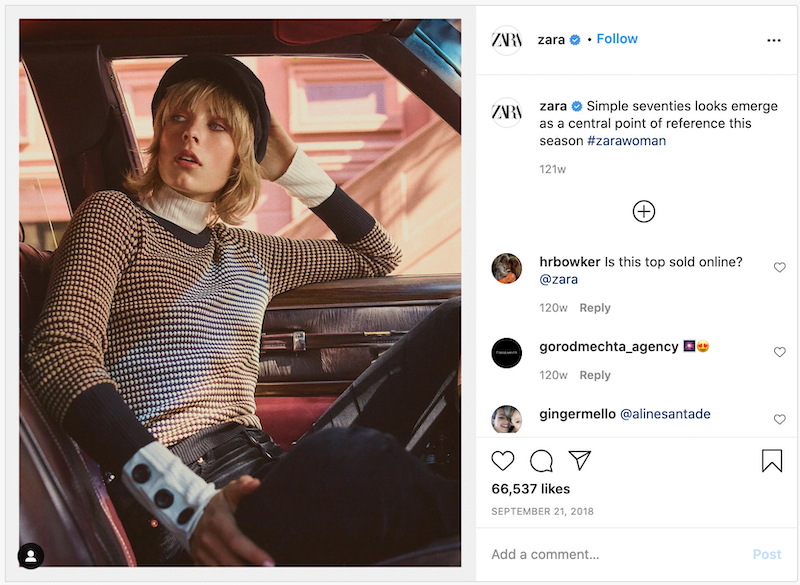 ZARA
zara • Follow
ZARA
zara Simple seventies looks emerge
as a central point of reference this
season #zarawoman
121w
hrbowker Is this top sold online?
@zara
120w Reply
gorodmechta_agency 🎆😍
120w Reply
gingermello @alinesantade
66,537 likes
SEPTEMBER 21, 2018
Add a comment...
Post